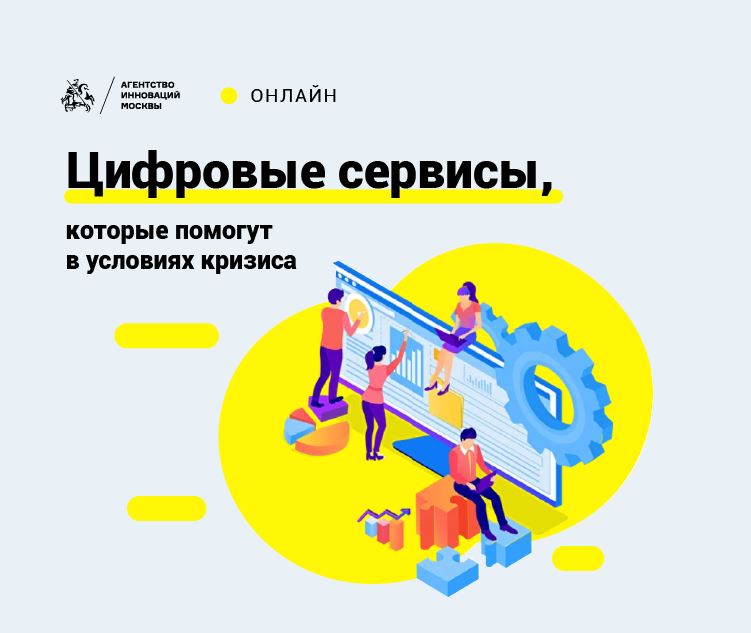 АГЕНТСТВО
ИННОВАЦИЙ
МОСКВЫ
ОНЛАЙН
Цифровые сервисы,
которые помогут
в условиях кризиса